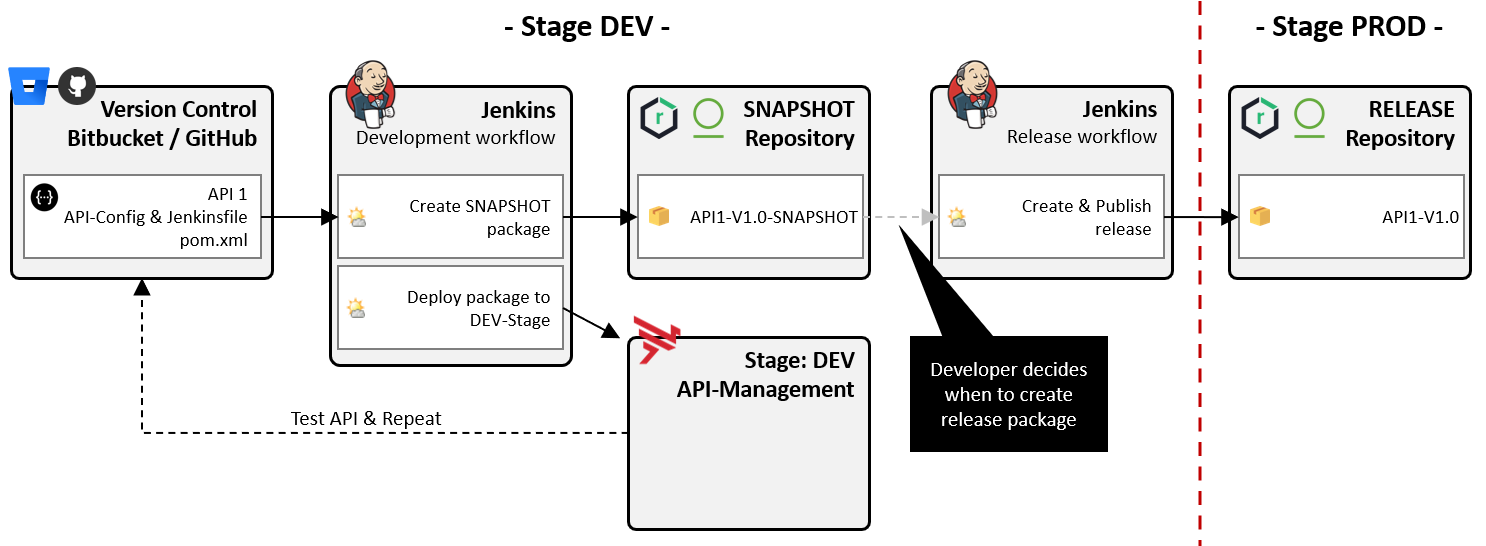 - Stage DEV -
- Stage PROD -
Version Control
Bitbucket / GitHub
API 1
API-Config & Jenkinsfile
pom.xml
Jenkins
Development workflow
Create SNAPSHOT
package
Deploy package to
DEV-Stage
r
SNAPSHOT
Repository
API1-V1.0-SNAPSHOT
Jenkins
Release workflow
Create & Publish
release
r
RELEASE
Repository
API1-V1.0
Stage: DEV
API-Management
Developer decides
when to create
release package
Test API & Repeat